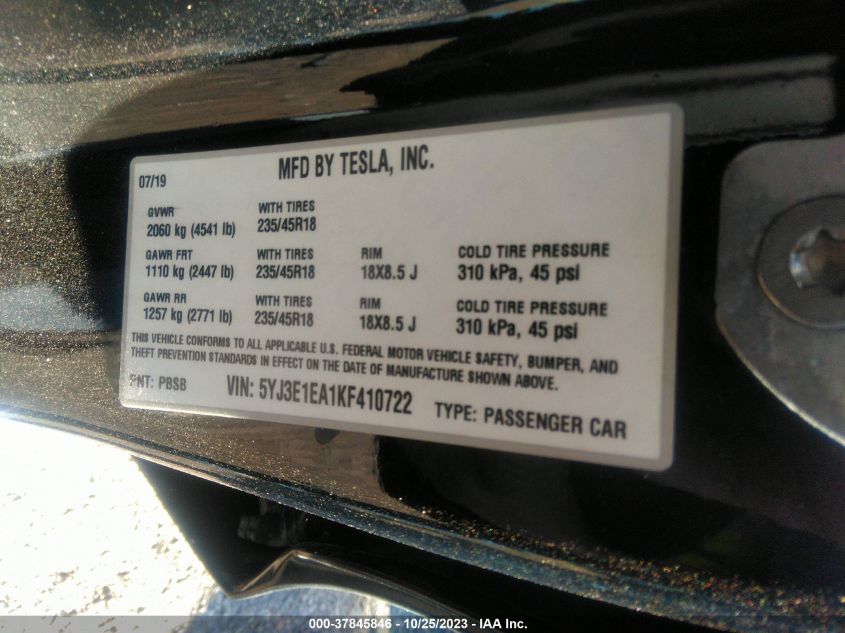 MFD BY TESLA, INC.
07/19
GVWR WITH TIRES
2060 kg (4541 lb) 235/45R18
GAWR FRT WITH TIRES RIM COLD TIRE PRESSURE
1110 kg (2447 lb) 235/45R18 18X8.5 J 310 kPa, 45 psi
GAWR RR WITH TIRES RIM COLD TIRE PRESSURE
1257 kg (2771 lb) 235/45R18 18X8.5 J 310 kPa, 45 psi
THIS VEHICLE CONFORMS TO ALL APPLICABLE U.S. FEDERAL MOTOR VEHICLE SAFETY, BUMPER, AND
THEFT PREVENTION STANDARDS IN EFFECT ON THE DATE OF MANUFACTURE SHOWN ABOVE.
PNT: PBSB VIN: 5YJ3E1EA1KF410722 TYPE: PASSENGER CAR
000-37845846 - 10/25/2023 - IAA Inc.